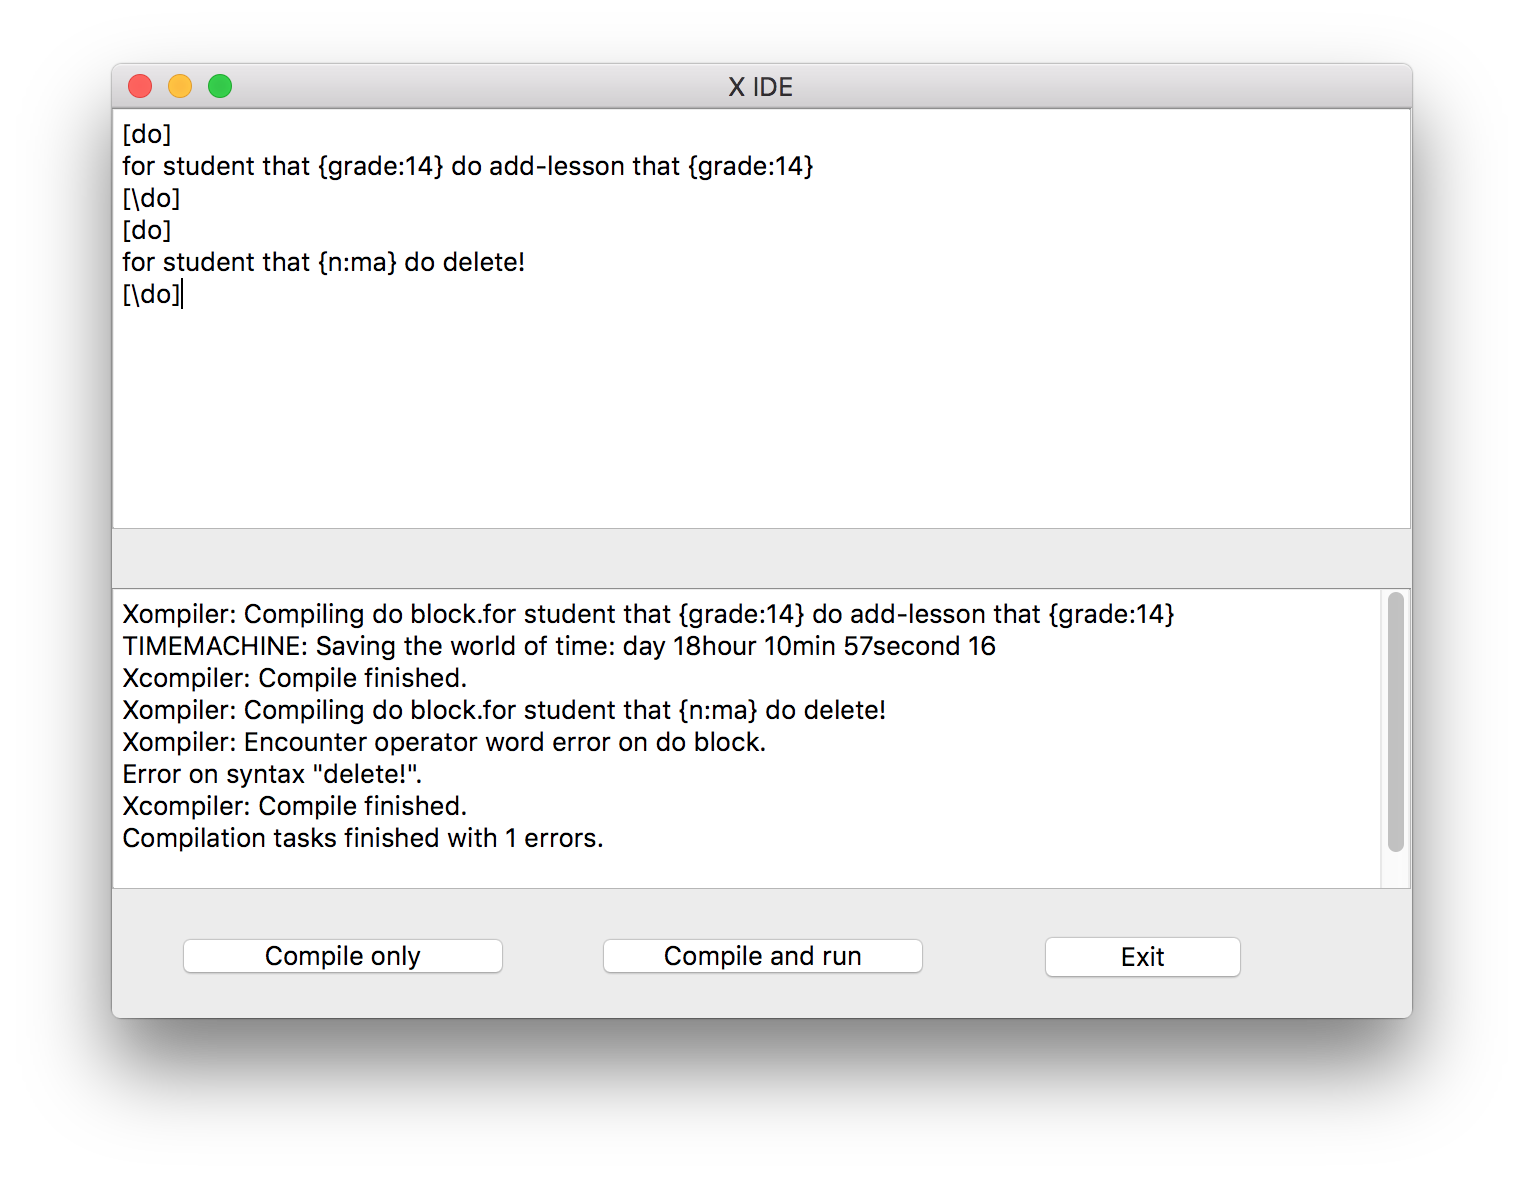 X IDE
[do]
for student that {grade:14} do add-lesson that {grade:14}
[\do]
[do]
for student that {n:ma} do delete!
[\do]
Xompiler: Compiling do block.for student that {grade:14} do add-lesson that {grade:14}
TIMEMACHINE: Saving the world of time: day 18hour 10min 57second 16
Xcompiler: Compile finished.
Xompiler: Compiling do block.for student that {n:ma} do delete!
Xompiler: Encounter operator word error on do block.
Error on syntax "delete!".
Xcompiler: Compile finished.
Compilation tasks finished with 1 errors.
Compile only
Compile and run
Exit